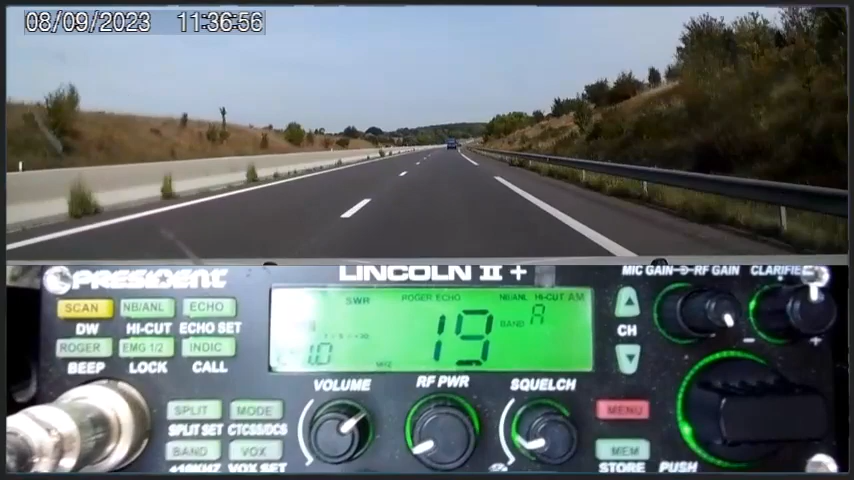 08/09/2023 11:36:56
PRESIDENT
LINCOLN II +
MIC GAIN RF GAIN CLARIFIER
SCAN NB/ANL ECHO
DW HI-CUT ECHO SET
ROGER EMG 1/2 INDIC
BEEP LOCK CALL
SWR ROGER ECHO NB/ANL HI-CUT AM
19 BAND A
1.0
CH
VOLUME RF PWR SQUELCH
SPLIT MODE
SPLIT SET CTCSS/DCS
BAND VOX
+10KHZ VOX SET
MENU
MEM
STORE PUSH
- +